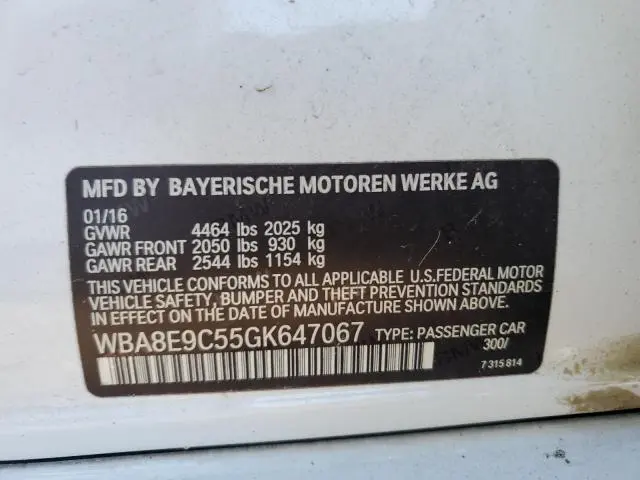 MFD BY BAYERISCHE MOTOREN WERKE AG
01/16
GVWR 4464 lbs 2025 kg
GAWR FRONT 2050 lbs 930 kg
GAWR REAR 2544 lbs 1154 kg
THIS VEHICLE CONFORMS TO ALL APPLICABLE U.S.FEDERAL MOTOR
VEHICLE SAFETY, BUMPER AND THEFT PREVENTION STANDARDS
IN EFFECT ON THE DATE OF MANUFACTURE SHOWN ABOVE.
WBA8E9C55GK647067 TYPE: PASSENGER CAR
300/
7 315 814